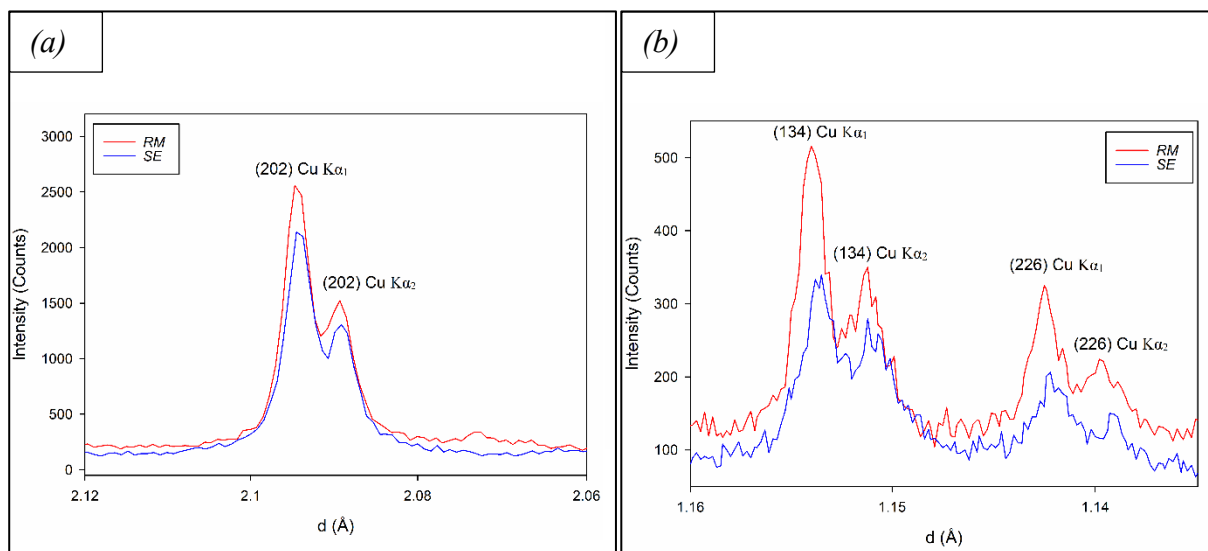 (a)
3000
2500
2000
1500
1000
500
0
Intensity (Counts)
RM
SE
(202) Cu Kα₁
(202) Cu Kα₂
2.12
2.1
2.08
2.06
d (Å)
(b)
500
400
300
200
100
Intensity (Counts)
RM
SE
(134) Cu Kα₁
(134) Cu Kα₂
(226) Cu Kα₁
(226) Cu Kα₂
1.16
1.15
1.14
d (Å)